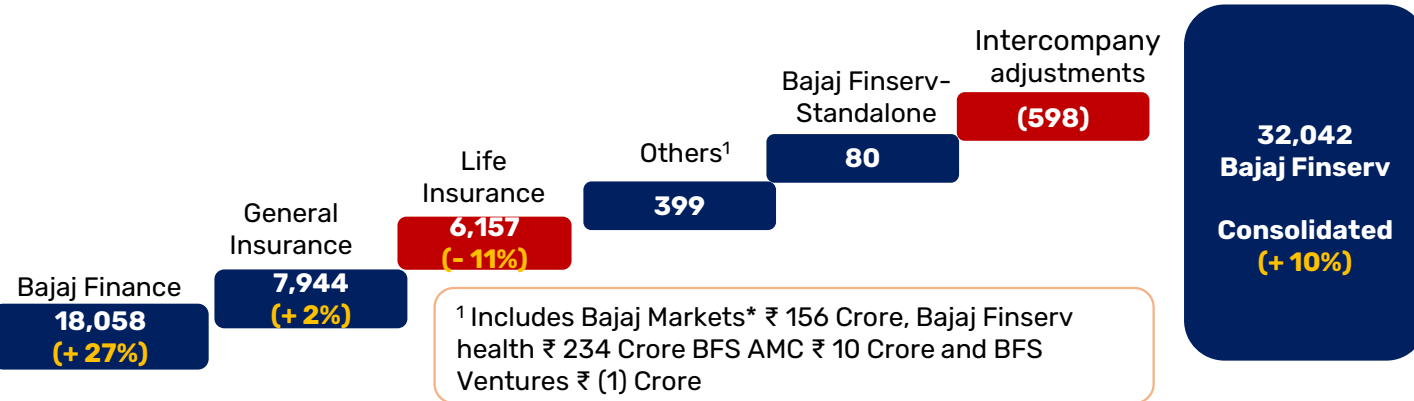 Bajaj Finance
18,058
(+ 27%)
General
Insurance
7,944
(+ 2%)
Life
Insurance
6,157
(- 11%)
Others¹
399
Bajaj Finserv-
Standalone
80
Intercompany
adjustments
(598)
32,042
Bajaj Finserv
Consolidated
(+ 10%)
¹ Includes Bajaj Markets* ₹ 156 Crore, Bajaj Finserv
health ₹ 234 Crore BFS AMC ₹ 10 Crore and BFS
Ventures ₹ (1) Crore